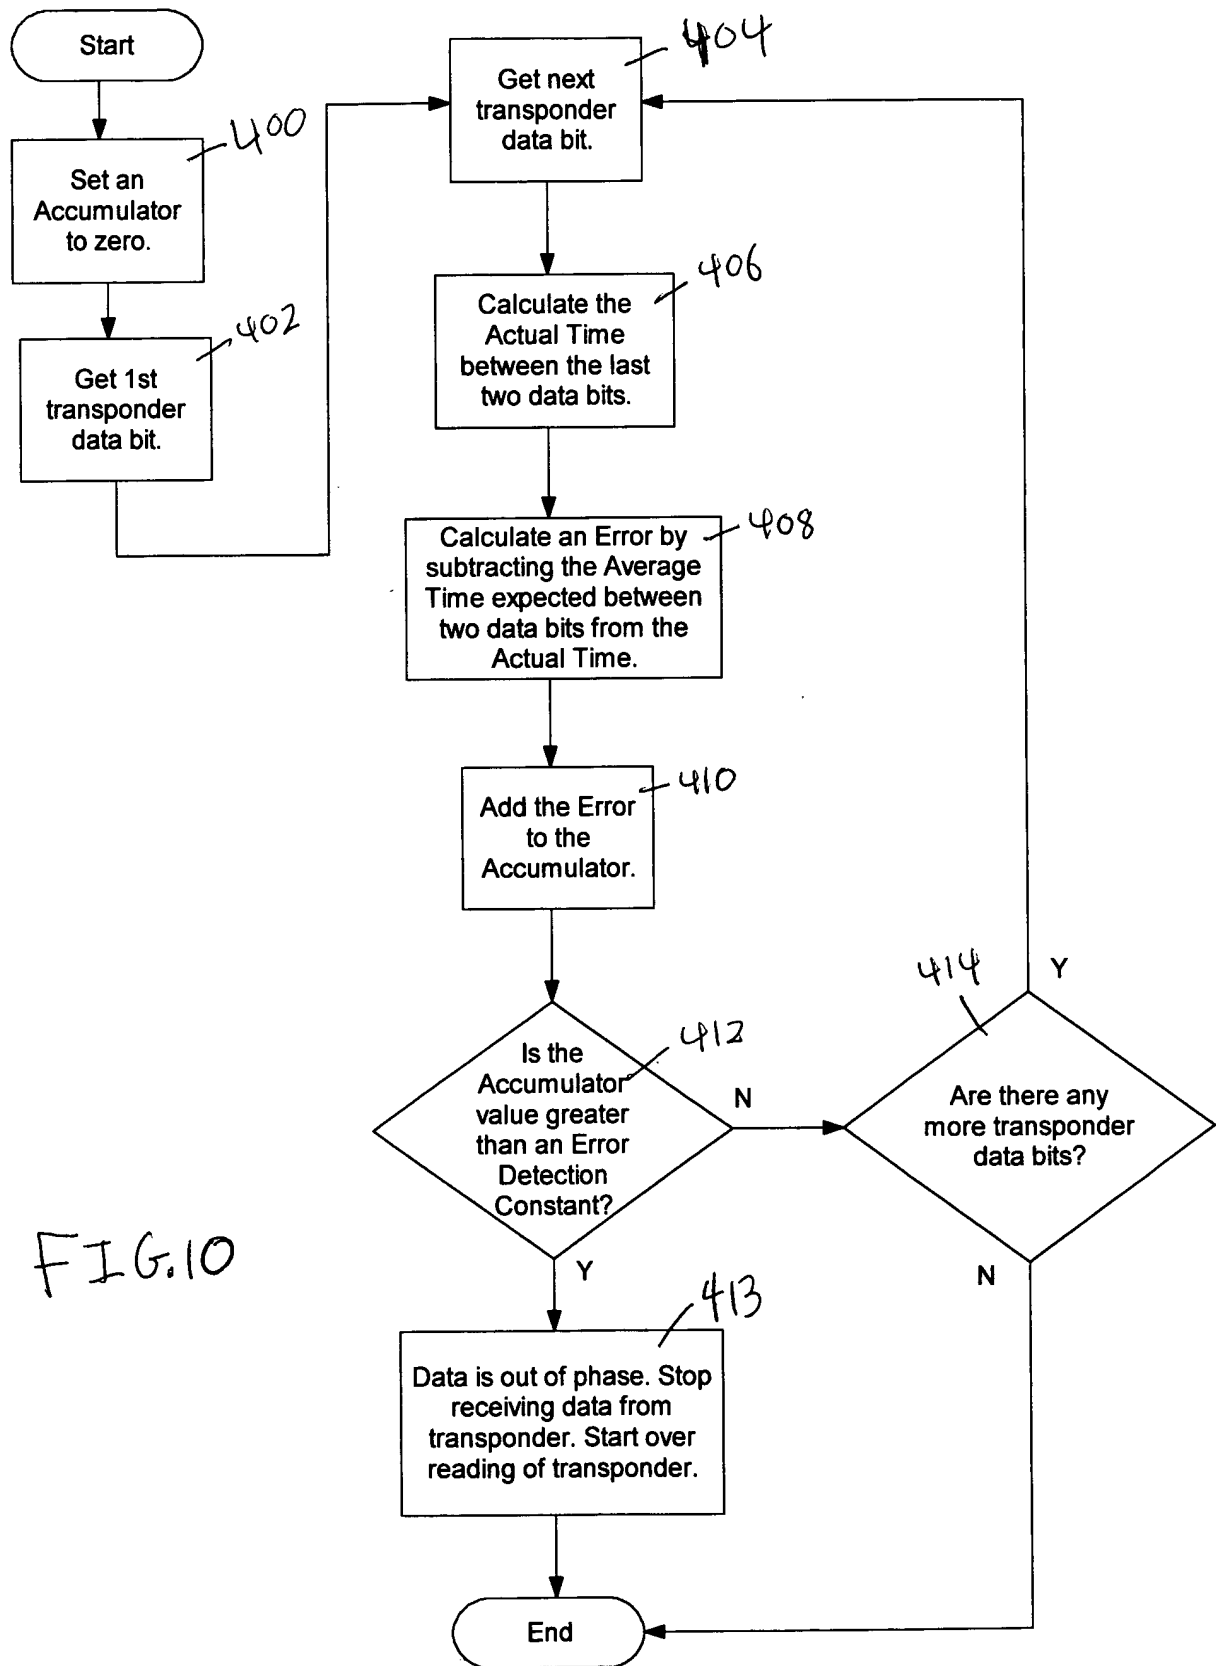 Start
400
Set an
Accumulator
to zero.
402
Get 1st
transponder
data bit.
404
Get next
transponder
data bit.
406
Calculate the
Actual Time
between the last
two data bits.
408
Calculate an Error by
subtracting the Average
Time expected between
two data bits from the
Actual Time.
410
Add the Error
to the
Accumulator.
412
Is the
Accumulator
value greater
than an Error
Detection
Constant?
N
Y
414
Y
Are there any
more transponder
data bits?
N
413
Data is out of phase. Stop
receiving data from
transponder. Start over
reading of transponder.
End
FIG.10